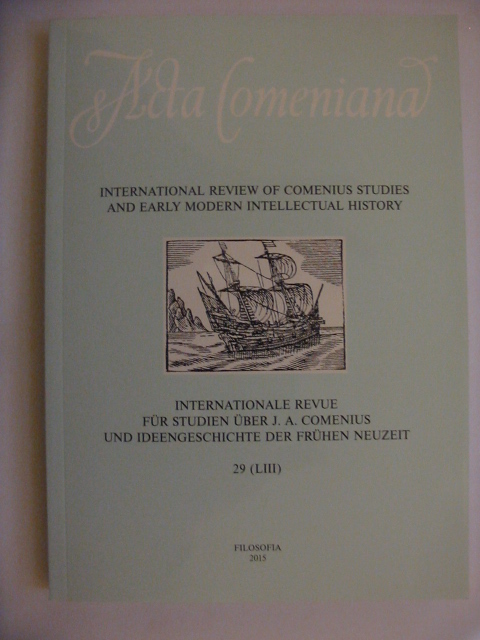 Acta Comeniana
INTERNATIONAL REVIEW OF COMENIUS STUDIES
AND EARLY MODERN INTELLECTUAL HISTORY
INTERNATIONALE REVUE
FÜR STUDIEN ÜBER J. A. COMENIUS
UND IDEENGESCHICHTE DER FRÜHEN NEUZEIT
29 (LIII)
FILOSOFIA
2015